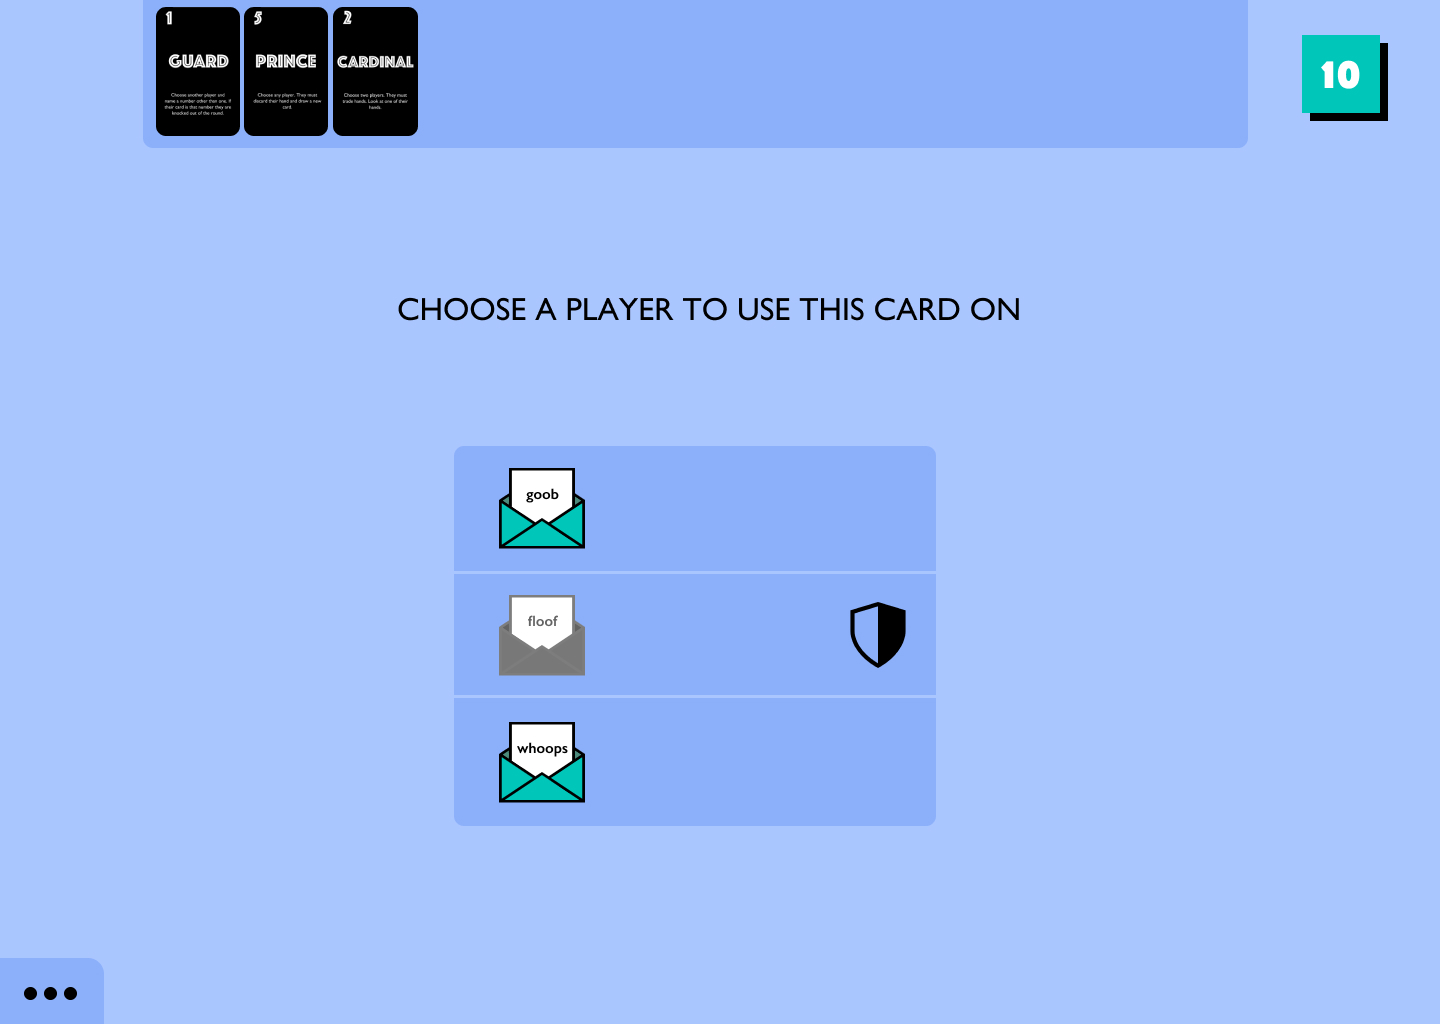 1
GUARD
Choose another player and
name a number other than one. If
their card is that number they are
knocked out of the round.
5
PRINCE
Choose any player. They must
discard their hand and draw a new
card.
2
CARDINAL
Choose two players. They must
trade hands. Look at one of their
hands.
10
CHOOSE A PLAYER TO USE THIS CARD ON
goob
floof
whoops